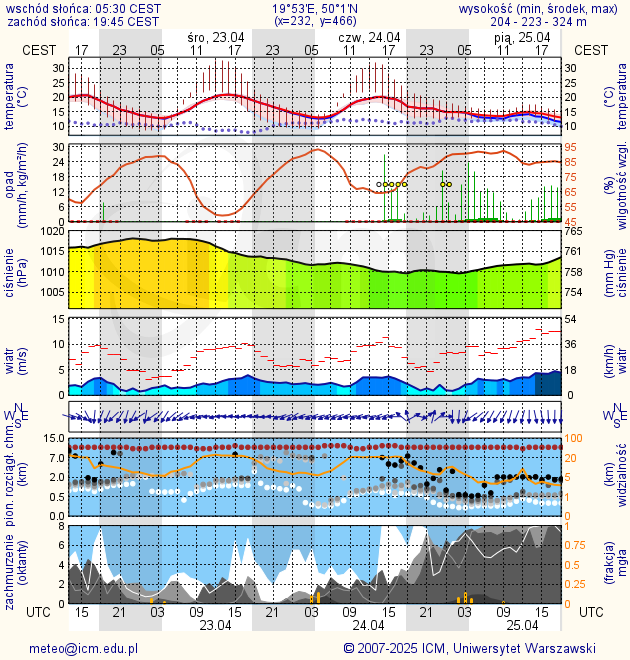 wschód słońca: 05:30 CEST 19°53'E, 50°1'N wysokość (min, środek, max)
zachód słońca: 19:45 CEST (x=232, y=466) 204 - 223 - 324 m
śro, 23.04 czw, 24.04 pią, 25.04
CEST 17 23 05 11 17 23 05 11 17 23 05 11 17 CEST
temperatura (°C)
30 25 20 15 10
30 25 20 15 10
temperatura (°C)
opad (mm/h, kg/m²/h)
30 24 18 12 6 0
95 85 75 65 55 45
(%) wilgotność wzgl.
ciśnienie (hPa)
1020 1015 1010 1005
765 761 758 754
(mm Hg) ciśnienie
wiatr (m/s)
15 10 5 0
54 36 18 0
(km/h) wiatr
N W E S
N W E S
pion. rozciągł. chm. (km)
15.0 7.0 2.0 0.5 0.0
100 20 5 1 0
(km) widzialność
zachmurzenie (oktanty)
8 6 4 2 0
1 0.75 0.5 0.25 0
(frakcja) mgła
UTC 15 21 03 09 15 21 03 09 15 21 03 09 15 UTC
23.04 24.04 25.04
meteo@icm.edu.pl © 2007-2025 ICM, Uniwersytet Warszawski